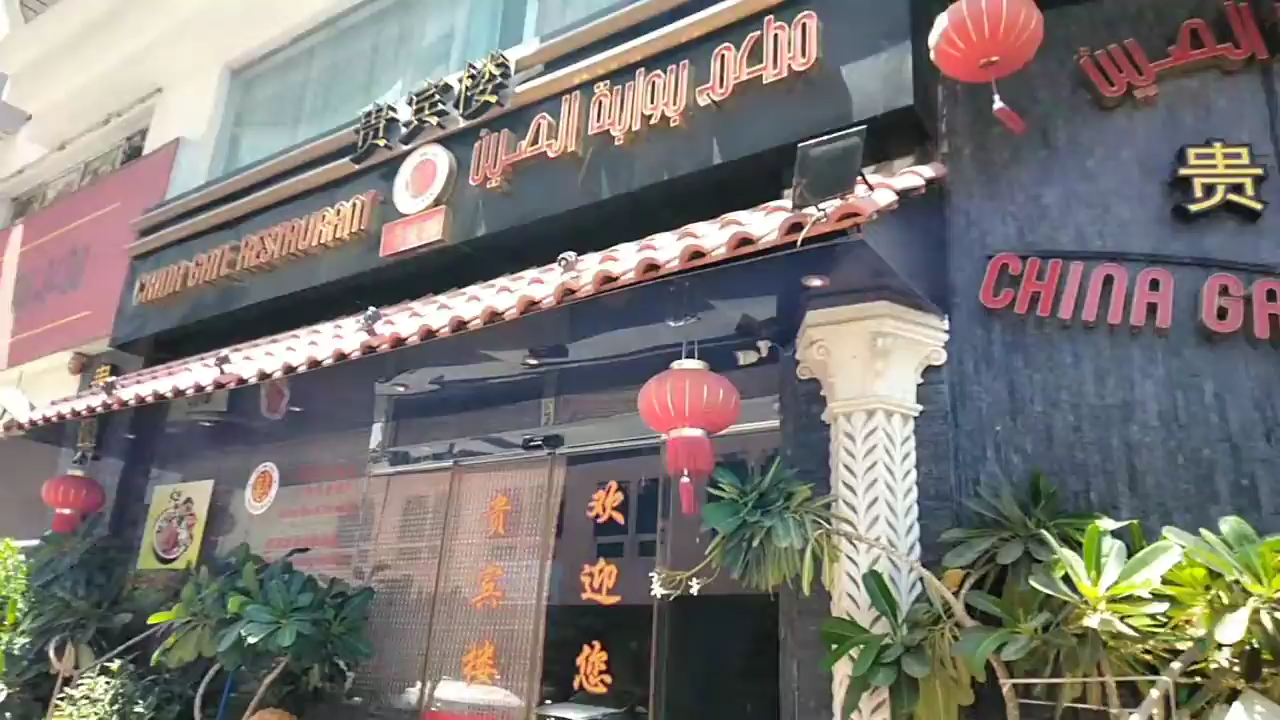 贵宾楼
مطعم بوابة الصين
CHINA GATE RESTAURANT
الصين
贵
CHINA GA
贵宾楼
欢迎您